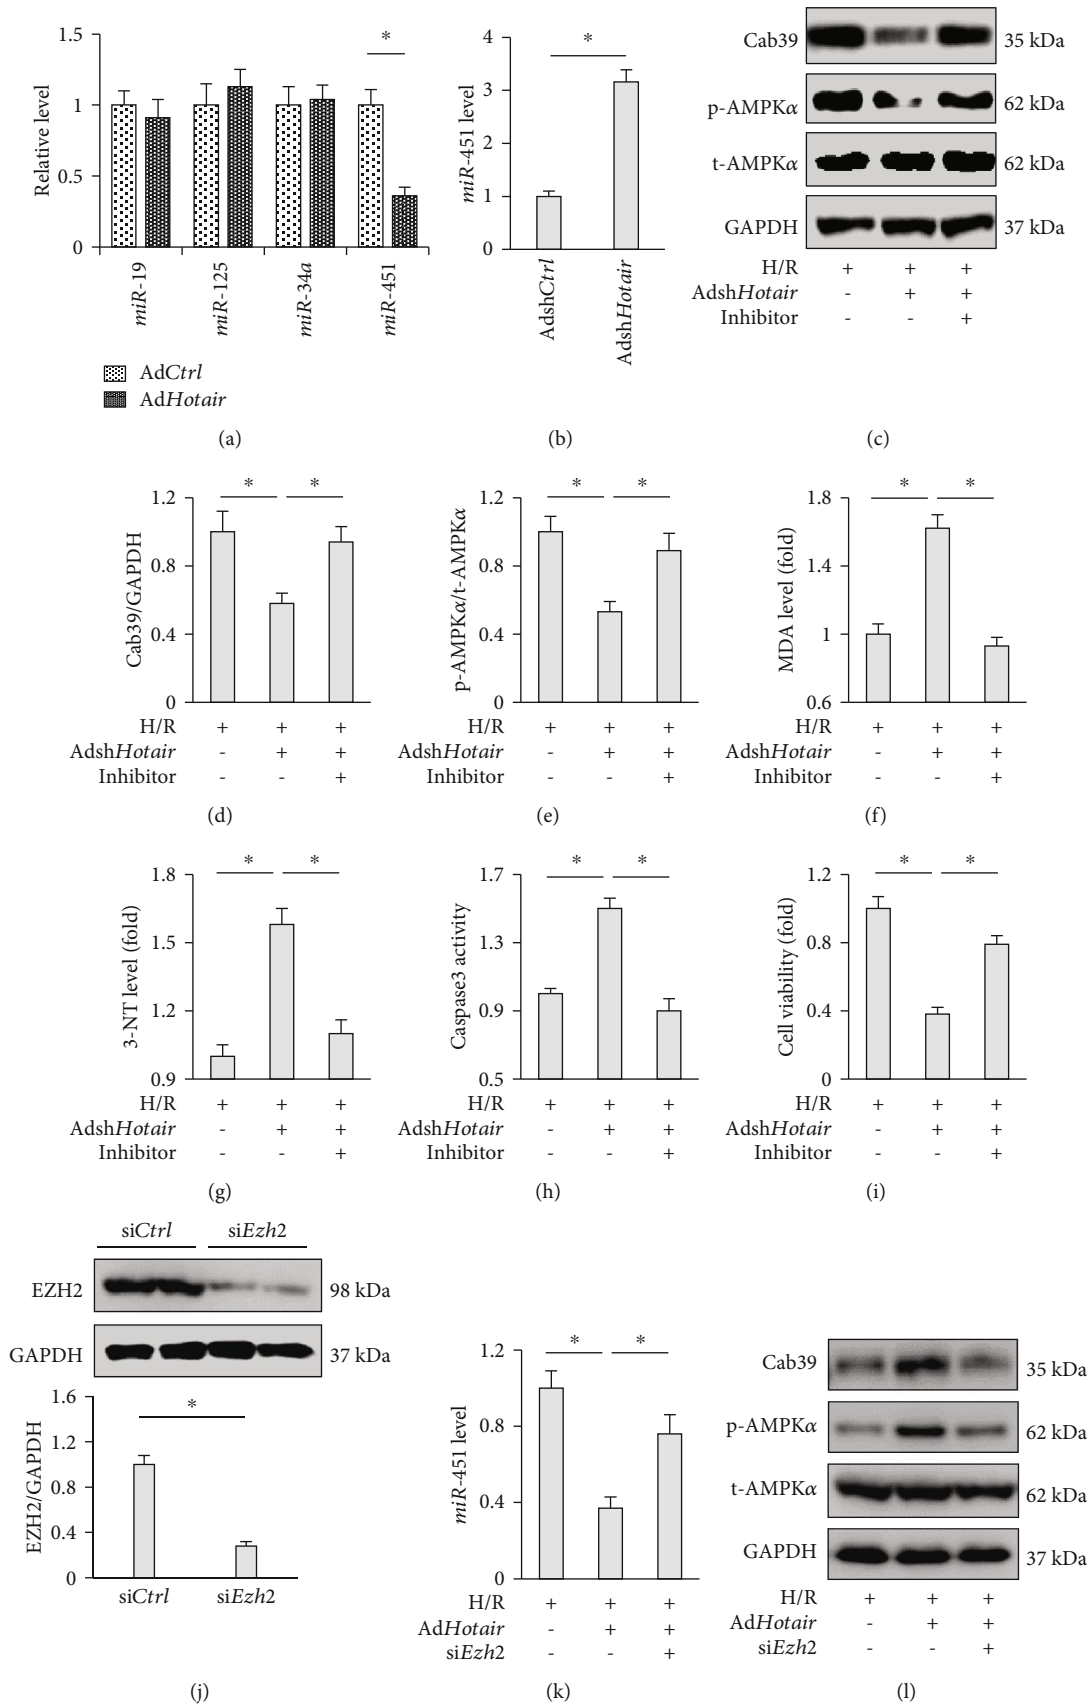 1.5
1
0.5
0
Relative level
*
miR-19
miR-125
miR-34a
miR-451
AdCtrl
AdHotair
(a)
4
3
2
1
0
miR-451 level
*
AdshCtrl
AdshHotair
(b)
Cab39 35 kDa
p-AMPKα 62 kDa
t-AMPKα 62 kDa
GAPDH 37 kDa
H/R + + +
AdshHotair - + +
Inhibitor - - +
(c)
* *
1.2
0.8
0.4
0
Cab39/GAPDH
H/R + + +
AdshHotair - + +
Inhibitor - - +
(d)
* *
1.2
0.8
0.4
0
p-AMPKα/t-AMPKα
H/R + + +
AdshHotair - + +
Inhibitor - - +
(e)
* *
1.8
1.4
1
0.6
MDA level (fold)
H/R + + +
AdshHotair - + +
Inhibitor - - +
(f)
* *
1.8
1.5
1.2
0.9
3-NT level (fold)
H/R + + +
AdshHotair - + +
Inhibitor - - +
(g)
* *
1.7
1.3
0.9
0.5
Caspase3 activity
H/R + + +
AdshHotair - + +
Inhibitor - - +
(h)
* *
1.2
0.8
0.4
0
Cell viability (fold)
H/R + + +
AdshHotair - + +
Inhibitor - - +
(i)
siCtrl siEzh2
EZH2 98 kDa
GAPDH 37 kDa
1.6
1.2
0.8
0.4
0
EZH2/GAPDH
*
siCtrl siEzh2
(j)
* *
1.2
0.8
0.4
0
miR-451 level
H/R + + +
AdHotair - + +
siEzh2 - - +
(k)
Cab39 35 kDa
p-AMPKα 62 kDa
t-AMPKα 62 kDa
GAPDH 37 kDa
H/R + + +
AdHotair - + +
siEzh2 - - +
(l)